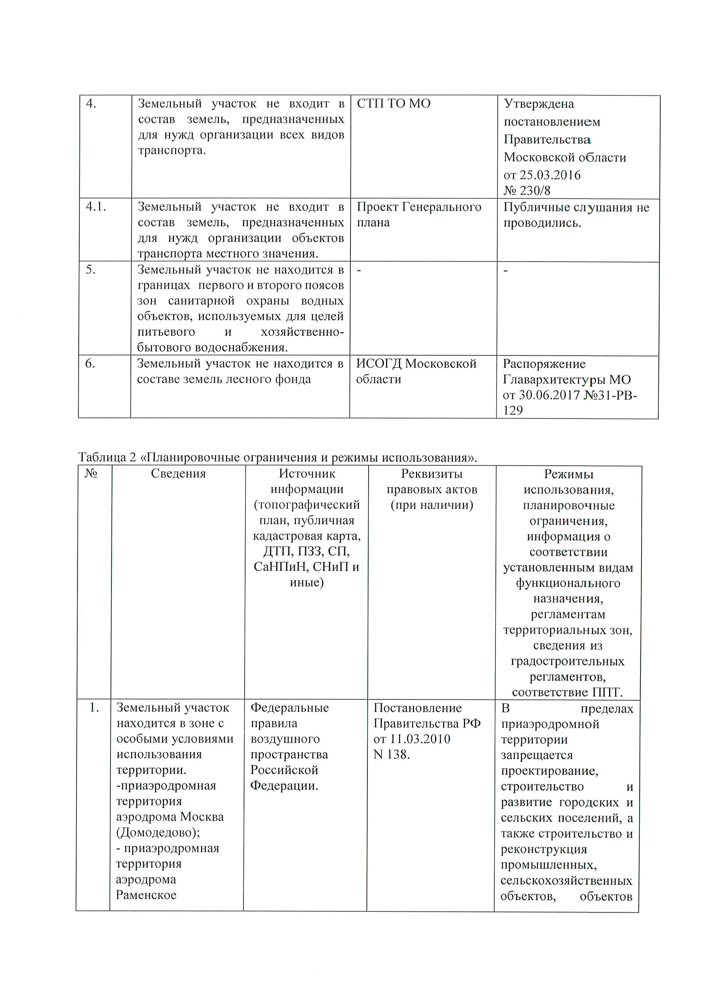 4.
Земельный участок не входит в
состав земель, предназначенных
для нужд организации всех видов
транспорта.
СТП ТО МО
Утверждена
постановлением
Правительства
Московской области
от 25.03.2016
№ 230/8
4.1.
Земельный участок не входит в
состав земель, предназначенных
для нужд организации объектов
транспорта местного значения.
Проект Генерального
плана
Публичные слушания не
проводились.
5.
Земельный участок не находится в
границах первого и второго поясов
зон санитарной охраны водных
объектов, используемых для целей
питьевого и хозяйственно-
бытового водоснабжения.
-
-
6.
Земельный участок не находится в
составе земель лесного фонда
ИСОГД Московской
области
Распоряжение
Главархитектуры МО
от 30.06.2017 №31-РВ-
129
Таблица 2 «Планировочные ограничения и режимы использования».
№
Сведения
Источник
информации
(топографический
план, публичная
кадастровая карта,
ДТП, ПЗЗ, СП,
СаНПиН, СНиП и
иные)
Реквизиты
правовых актов
(при наличии)
Режимы
использования,
планировочные
ограничения,
информация о
соответствии
установленным видам
функционального
назначения,
регламентам
территориальных зон,
сведения из
градостроительных
регламентов,
соответствие ППТ.
1.
Земельный участок
находится в зоне с
особыми условиями
использования
территории.
-приаэродромная
территория
аэродрома Москва
(Домодедово);
- приаэродромная
территория
аэродрома
Раменское
Федеральные
правила
воздушного
пространства
Российской
Федерации.
Постановление
Правительства РФ
от 11.03.2010
N 138.
В пределах
приаэродромной
территории
запрещается
проектирование,
строительство и
развитие городских и
сельских поселений, а
также строительство и
реконструкция
промышленных,
сельскохозяйственных
объектов, объектов